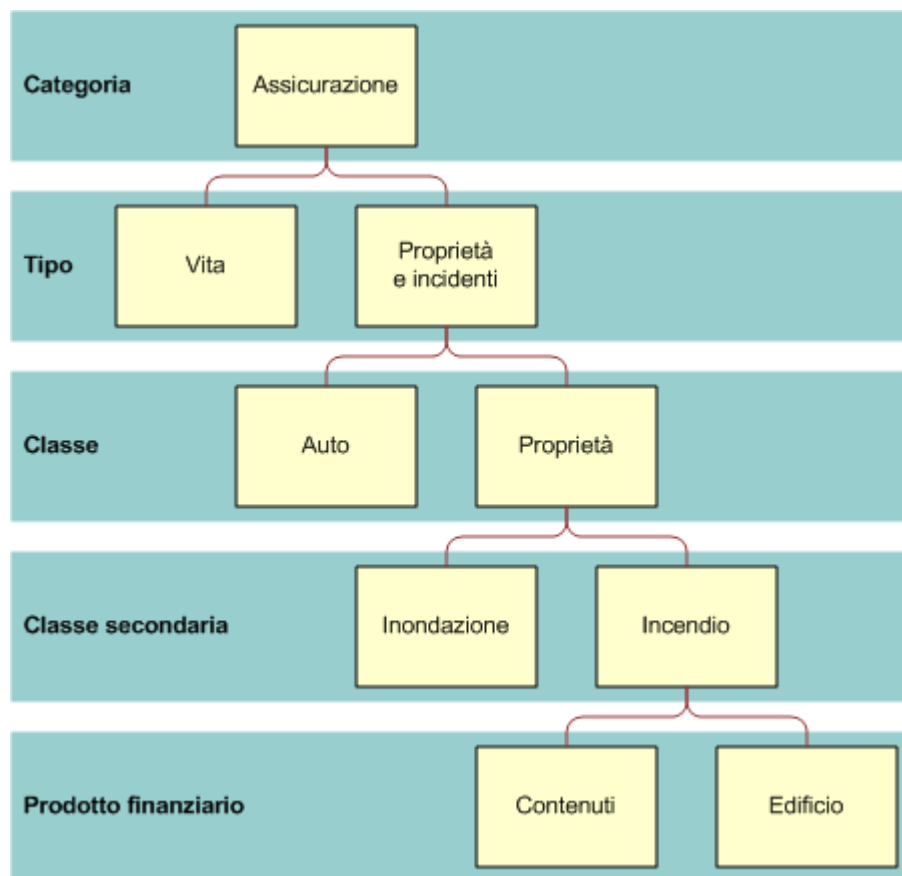 Categoria
Assicurazione
Tipo
Vita
Proprietà
e incidenti
Classe
Auto
Proprietà
Classe secondaria
Inondazione
Incendio
Prodotto finanziario
Contenuti
Edificio